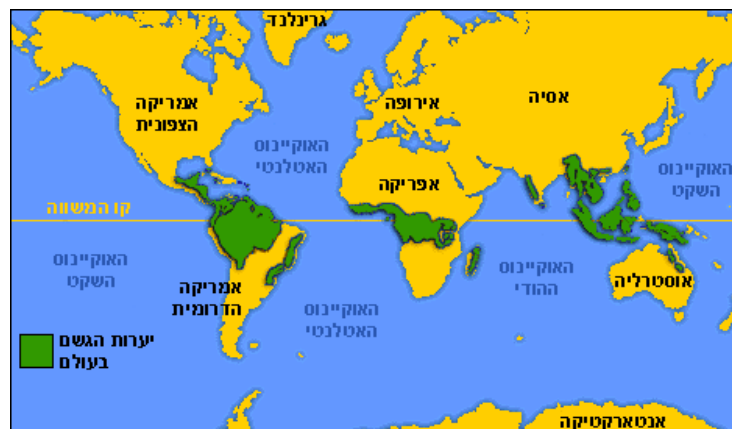 גרינלנד
אמריקה
הצפונית
אירופה
אסיה
האוקיינוס
האטלנטי
האוקיינוס
השקט
אפריקה
קו המשווה
האוקיינוס
השקט
אמריקה
הדרומית
האוקיינוס
האטלנטי
האוקיינוס
ההודי
אוסטרליה
יערות הגשם
בעולם
אנטארקטיקה